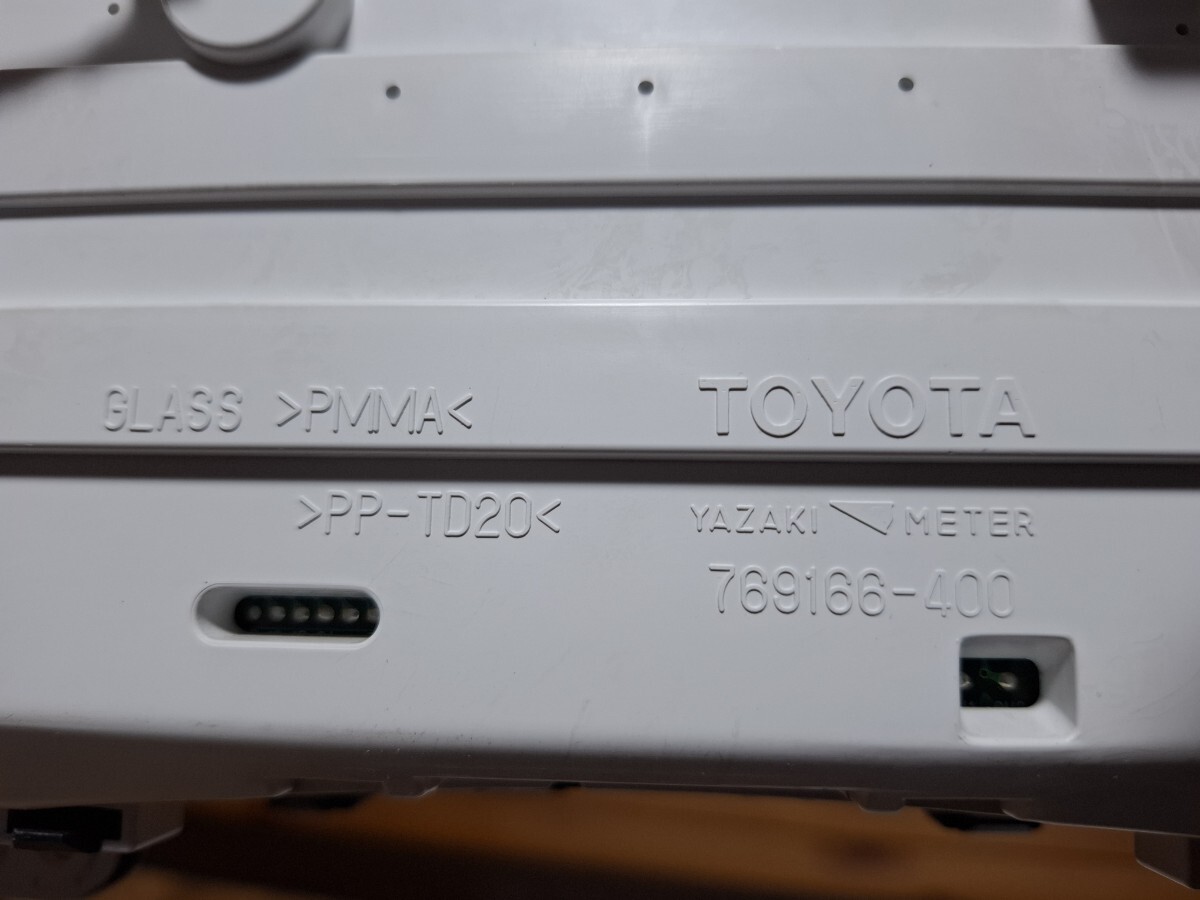 GLASS >PMMA<
TOYOTA
>PP-TD20<
YAZAKI METER
769166-400